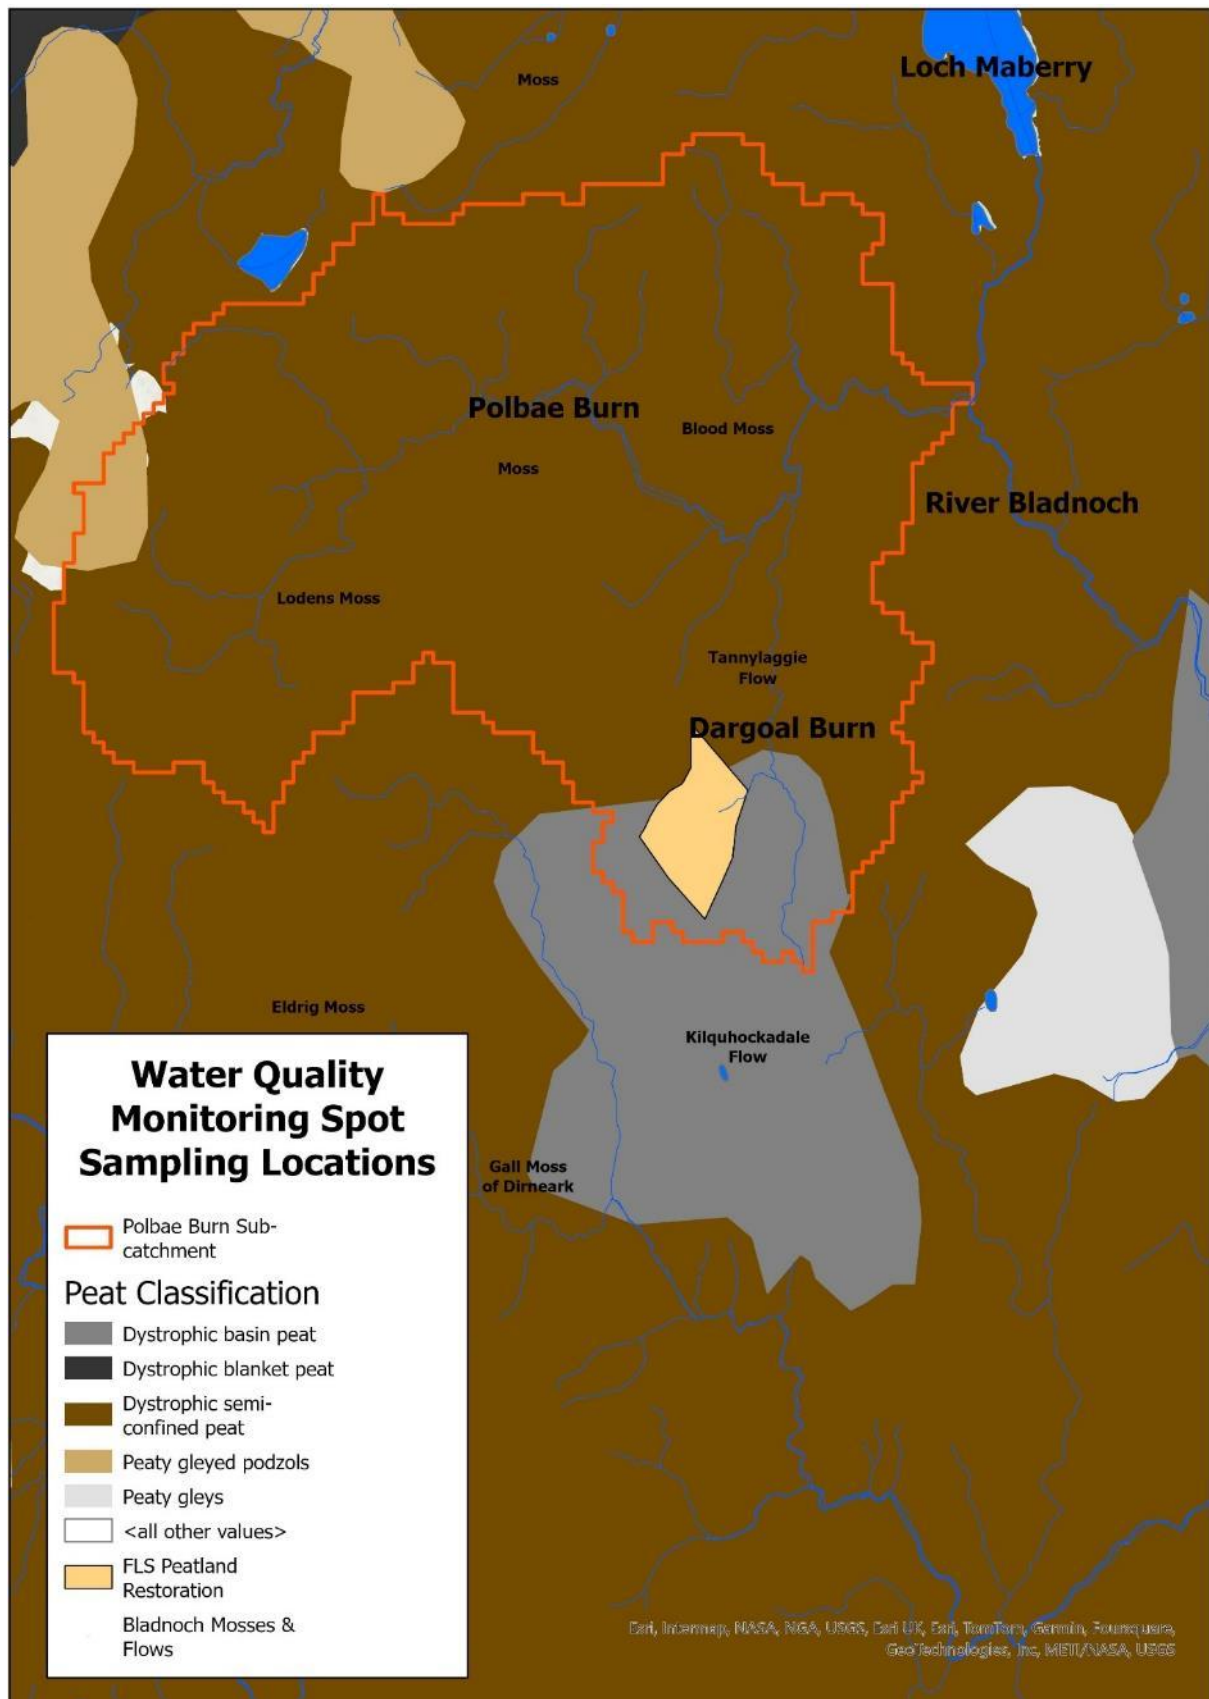 Loch Maberry
Moss
Polbae Burn
Blood Moss
Moss
River Bladnoch
Lodens Moss
Tannylaggie
Flow
Dargoal Burn
Eldrig Moss
Kilquhockadale
Flow
Gall Moss
of Dirneark
Water Quality
Monitoring Spot
Sampling Locations
Polbae Burn Sub-
catchment
Peat Classification
Dystrophic basin peat
Dystrophic blanket peat
Dystrophic semi-
confined peat
Peaty gleyed podzols
Peaty gleys
<all other values>
FLS Peatland
Restoration
Bladnoch Mosses &
Flows
Esri, Intermap, NASA, NGA, USGS, Esri UK, Esri, TomTom, Garmin, Foursquare,
GeoTechnologies, Inc, METI/NASA, USGS